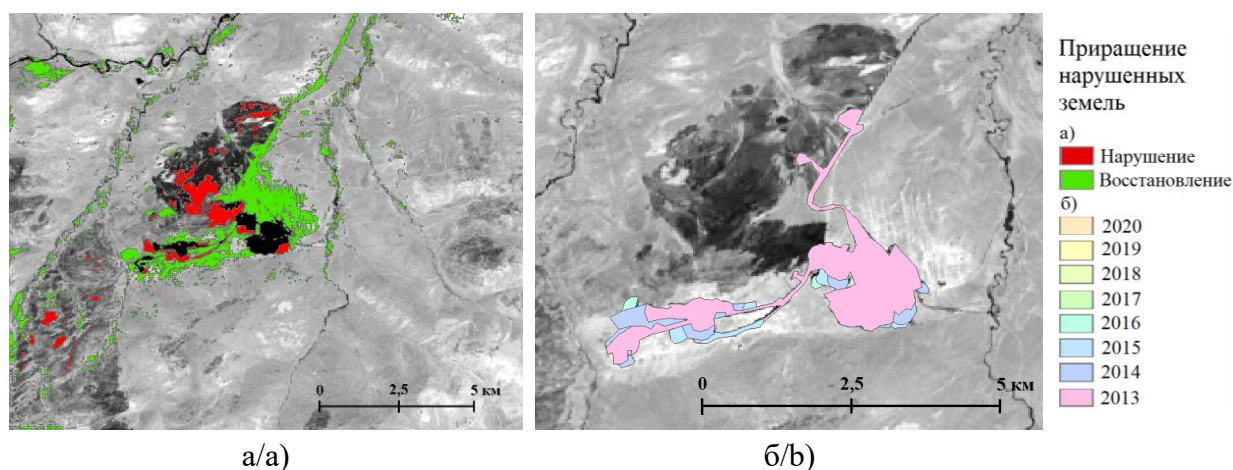 Приращение
нарушенных
земель
а)
Нарушение
Восстановление
б)
2020
2019
2018
2017
2016
2015
2014
2013
0
2,5
5 км
0
2,5
5 км
а/a)
б/b)